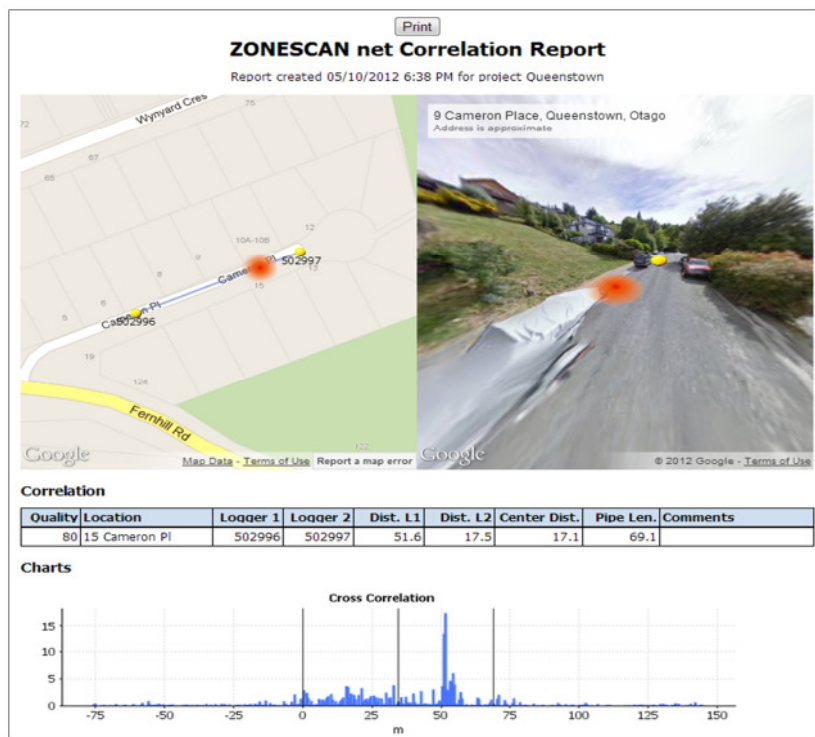 Print
ZONESCAN net Correlation Report
Report created 05/10/2012 6:38 PM for project Queenstown
Wynyard Cres
75
72
67
65
12
10A-10B
9
Cameron Pl
502997
13
8
15
6
5
Cameron Pl
502996
19
124
Fernhill Rd
122
Google
Map Data - Terms of Use Report a map error
9 Cameron Place, Queenstown, Otago
Address is approximate
Google
© 2012 Google - Terms of Use
Correlation
Quality Location Logger 1 Logger 2 Dist. L1 Dist. L2 Center Dist. Pipe Len. Comments
80 15 Cameron Pl 502996 502997 51.6 17.5 17.1 69.1
Charts
Cross Correlation
15
10
5
0
-75 -50 -25 0 25 50 75 100 125 150
m